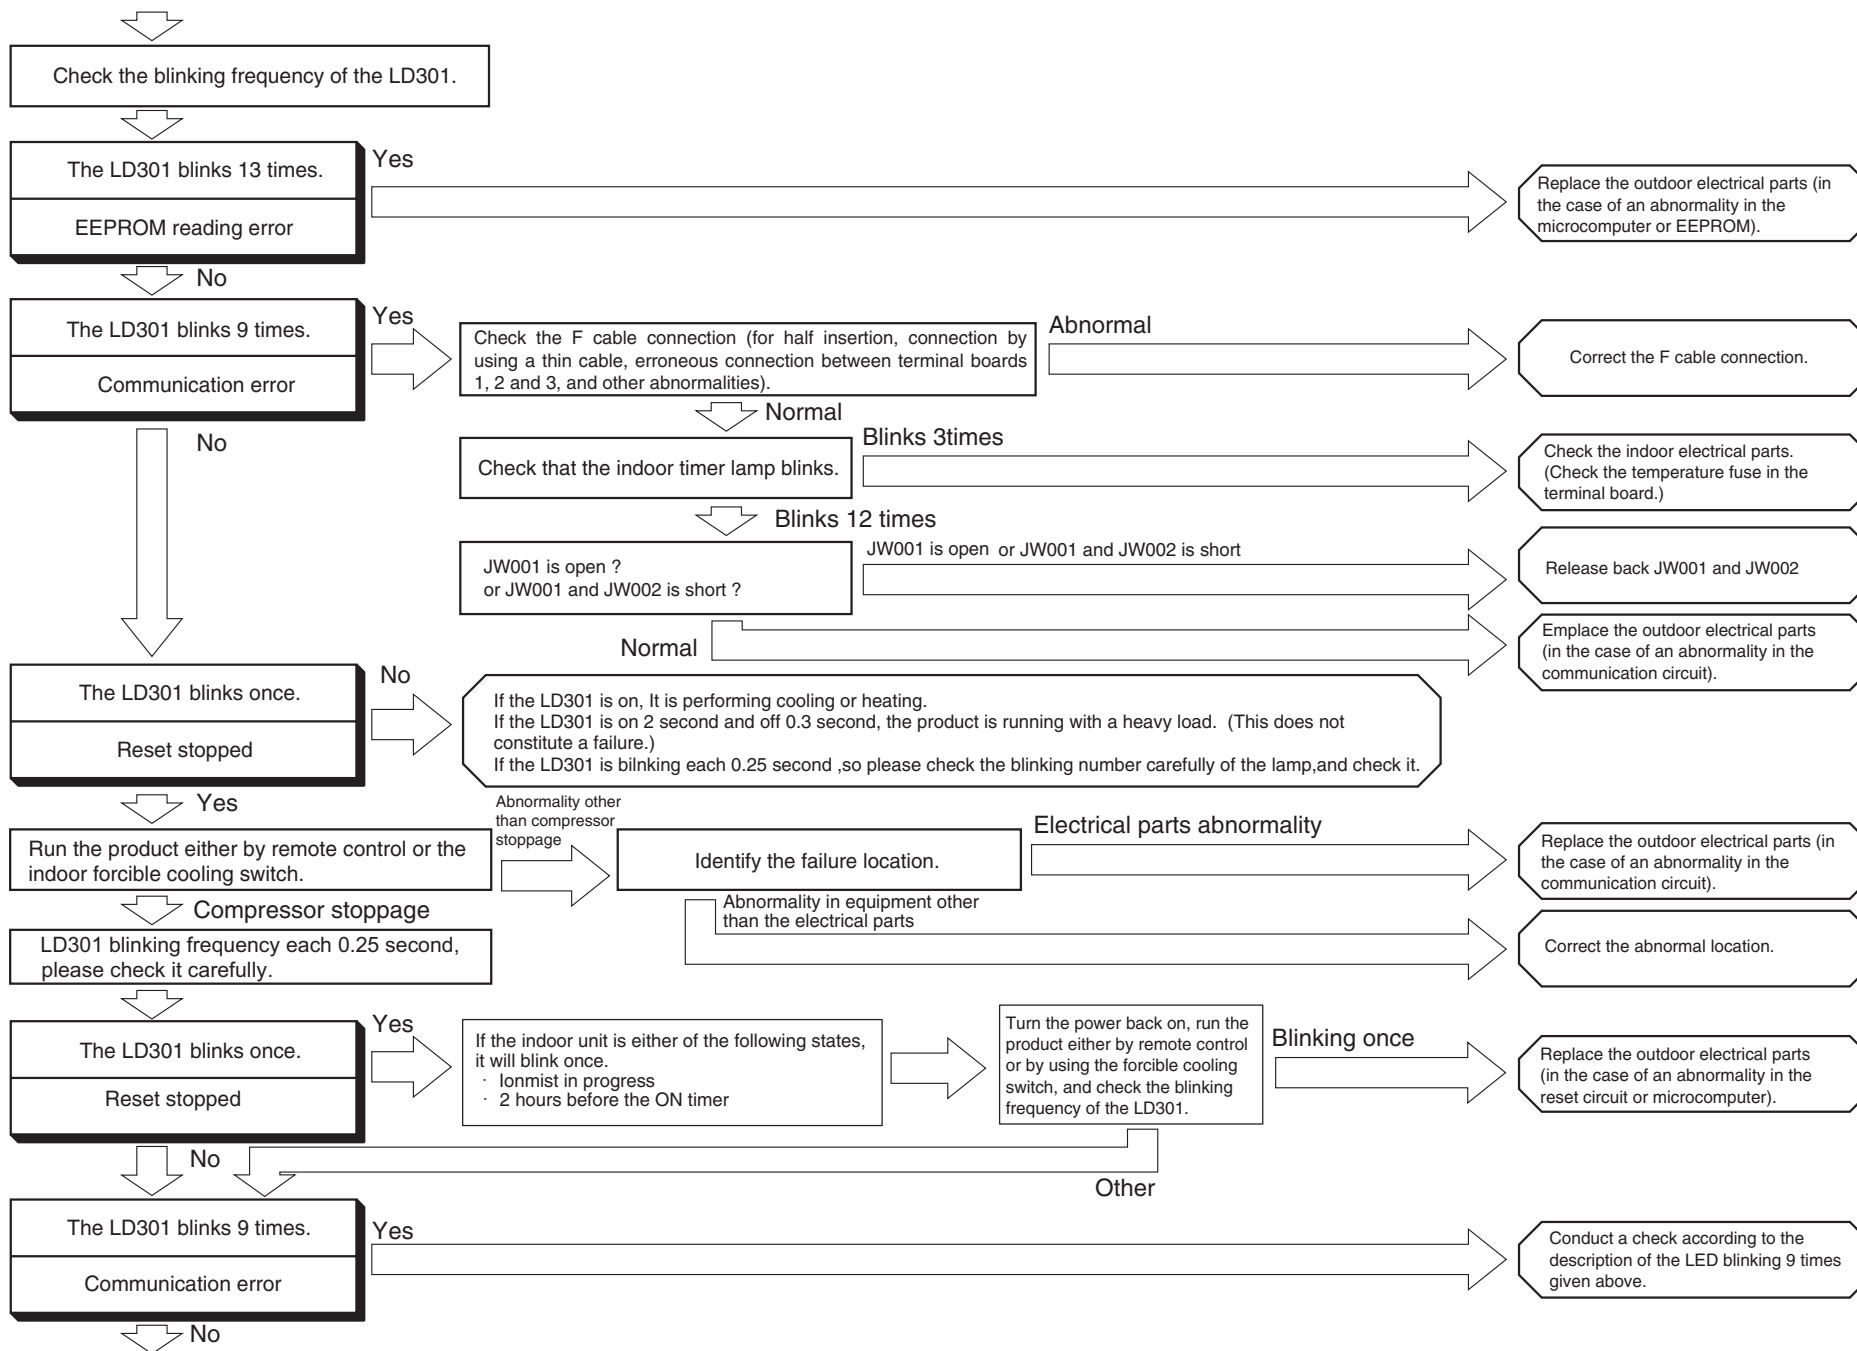 Check the blinking frequency of the LD301.
The LD301 blinks 13 times.
EEPROM reading error
Yes
Replace the outdoor electrical parts (in
the case of an abnormality in the
microcomputer or EEPROM).
No
The LD301 blinks 9 times.
Communication error
Yes
Check the F cable connection (for half insertion, connection by
using a thin cable, erroneous connection between terminal boards
1, 2 and 3, and other abnormalities).
Abnormal
Correct the F cable connection.
No
Normal
Check that the indoor timer lamp blinks.
Blinks 3times
Check the indoor electrical parts.
(Check the temperature fuse in the
terminal board.)
Blinks 12 times
JW001 is open ?
or JW001 and JW002 is short ?
JW001 is open or JW001 and JW002 is short
Release back JW001 and JW002
Normal
Emplace the outdoor electrical parts
(in the case of an abnormality in the
communication circuit).
The LD301 blinks once.
Reset stopped
No
If the LD301 is on, It is performing cooling or heating.
If the LD301 is on 2 second and off 0.3 second, the product is running with a heavy load. (This does not
constitute a failure.)
If the LD301 is bilnking each 0.25 second ,so please check the blinking number carefully of the lamp,and check it.
Yes
Run the product either by remote control or the
indoor forcible cooling switch.
Abnormality other
than compressor
stoppage
Identify the failure location.
Electrical parts abnormality
Replace the outdoor electrical parts (in
the case of an abnormality in the
communication circuit).
Abnormality in equipment other
than the electrical parts
Correct the abnormal location.
Compressor stoppage
LD301 blinking frequency each 0.25 second,
please check it carefully.
The LD301 blinks once.
Reset stopped
Yes
If the indoor unit is either of the following states,
it will blink once.
· Ionmist in progress
· 2 hours before the ON timer
Turn the power back on, run the
product either by remote control
or by using the forcible cooling
switch, and check the blinking
frequency of the LD301.
Blinking once
Replace the outdoor electrical parts
(in the case of an abnormality in the
reset circuit or microcomputer).
No
Other
The LD301 blinks 9 times.
Communication error
Yes
Conduct a check according to the
description of the LED blinking 9 times
given above.
No